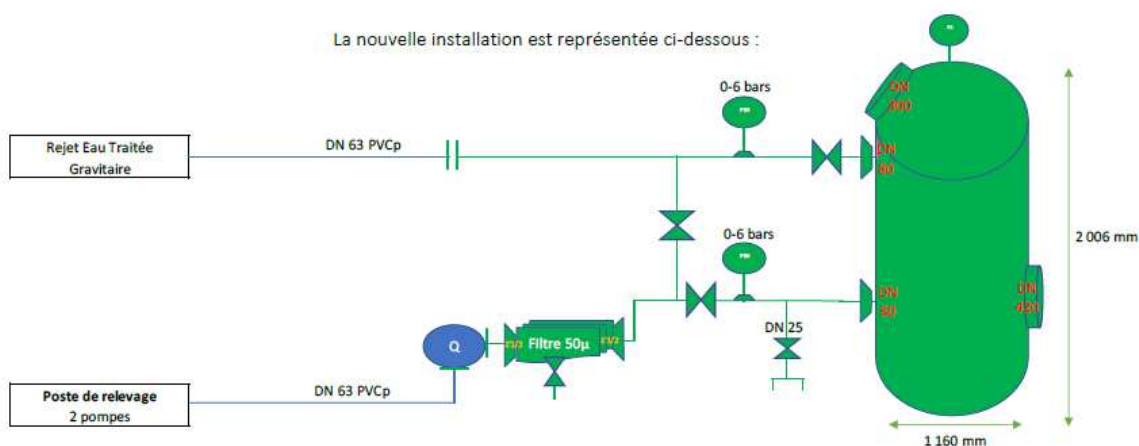 La nouvelle installation est représentée ci-dessous :
0-6 bars
DN
DN 63 PVCp
Rejet Eau Traitée
Gravitaire
DN
80
2 006 mm
0-6 bars
DN
80
DN
DN 25
Q
Filtre 50µ
DN 63 PVCp
Poste de relevage
2 pompes
1 160 mm